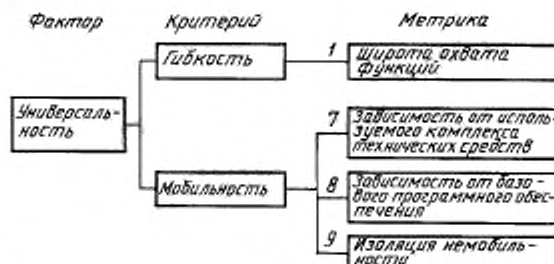 Фактор Критерий Метрика
Гибкость
1
Широта охвата
функций
Универсаль-
ность
Мобильность
7
Зависимость от исполь-
зуемого комплекса
технических средств
8
Зависимость от базо-
вого программного обес-
печения
9
Изоляция немобиль-
ности